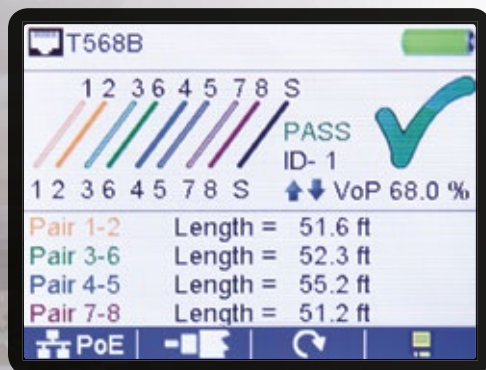 T568B
1 2 3 6 4 5 7 8 S
PASS
ID- 1
1 2 3 6 4 5 7 8 S VoP 68.0 %
Pair 1-2 Length = 51.6 ft
Pair 3-6 Length = 52.3 ft
Pair 4-5 Length = 55.2 ft
Pair 7-8 Length = 51.2 ft
PoE